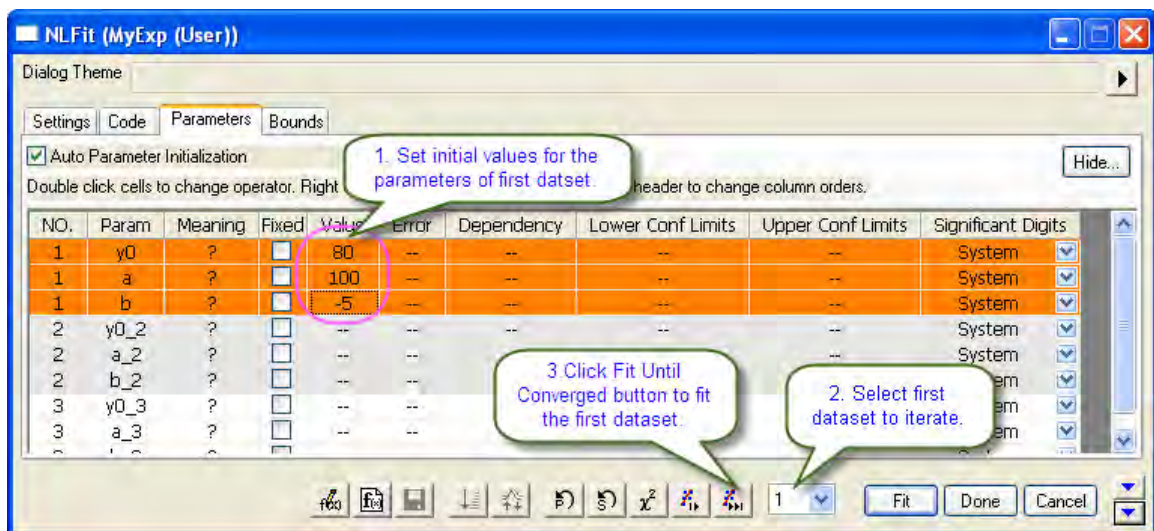 NLFit (MyExp (User))
Dialog Theme
Settings Code Parameters Bounds
Auto Parameter Initialization
Hide...
1. Set initial values for the
parameters of first datset.
Double click cells to change operator. Right header to change column orders.
NO. Param Meaning Fixed Value Error Dependency Lower Conf Limits Upper Conf Limits Significant Digits
1 y0 ? 80 -- -- -- -- System
1 a ? 100 -- -- -- -- System
1 b ? -5 -- -- -- -- System
2 y0_2 ? -- -- -- -- -- System
2 a_2 ? -- -- -- System
2 b_2 ? -- -- em
3 y0_3 ? -- -- em
3 a_3 ? -- -- em
3.Click Fit Until
Converged button to fit
the first dataset.
2. Select first
dataset to iterate.
χ² 1 Fit Done Cancel